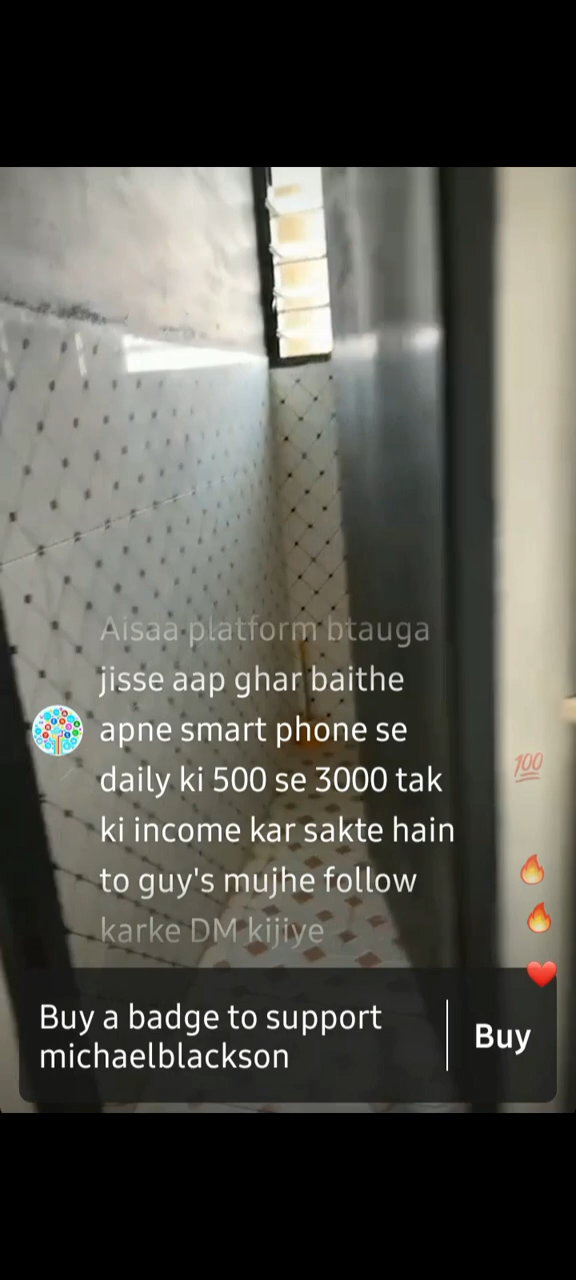 Aisaa platform btauga
jisse aap ghar baithe
apne smart phone se
daily ki 500 se 3000 tak
ki income kar sakte hain
to guy's mujhe follow
karke DM kijiye
💯
🔥
🔥
❤️
Buy a badge to support
michaelblackson
Buy